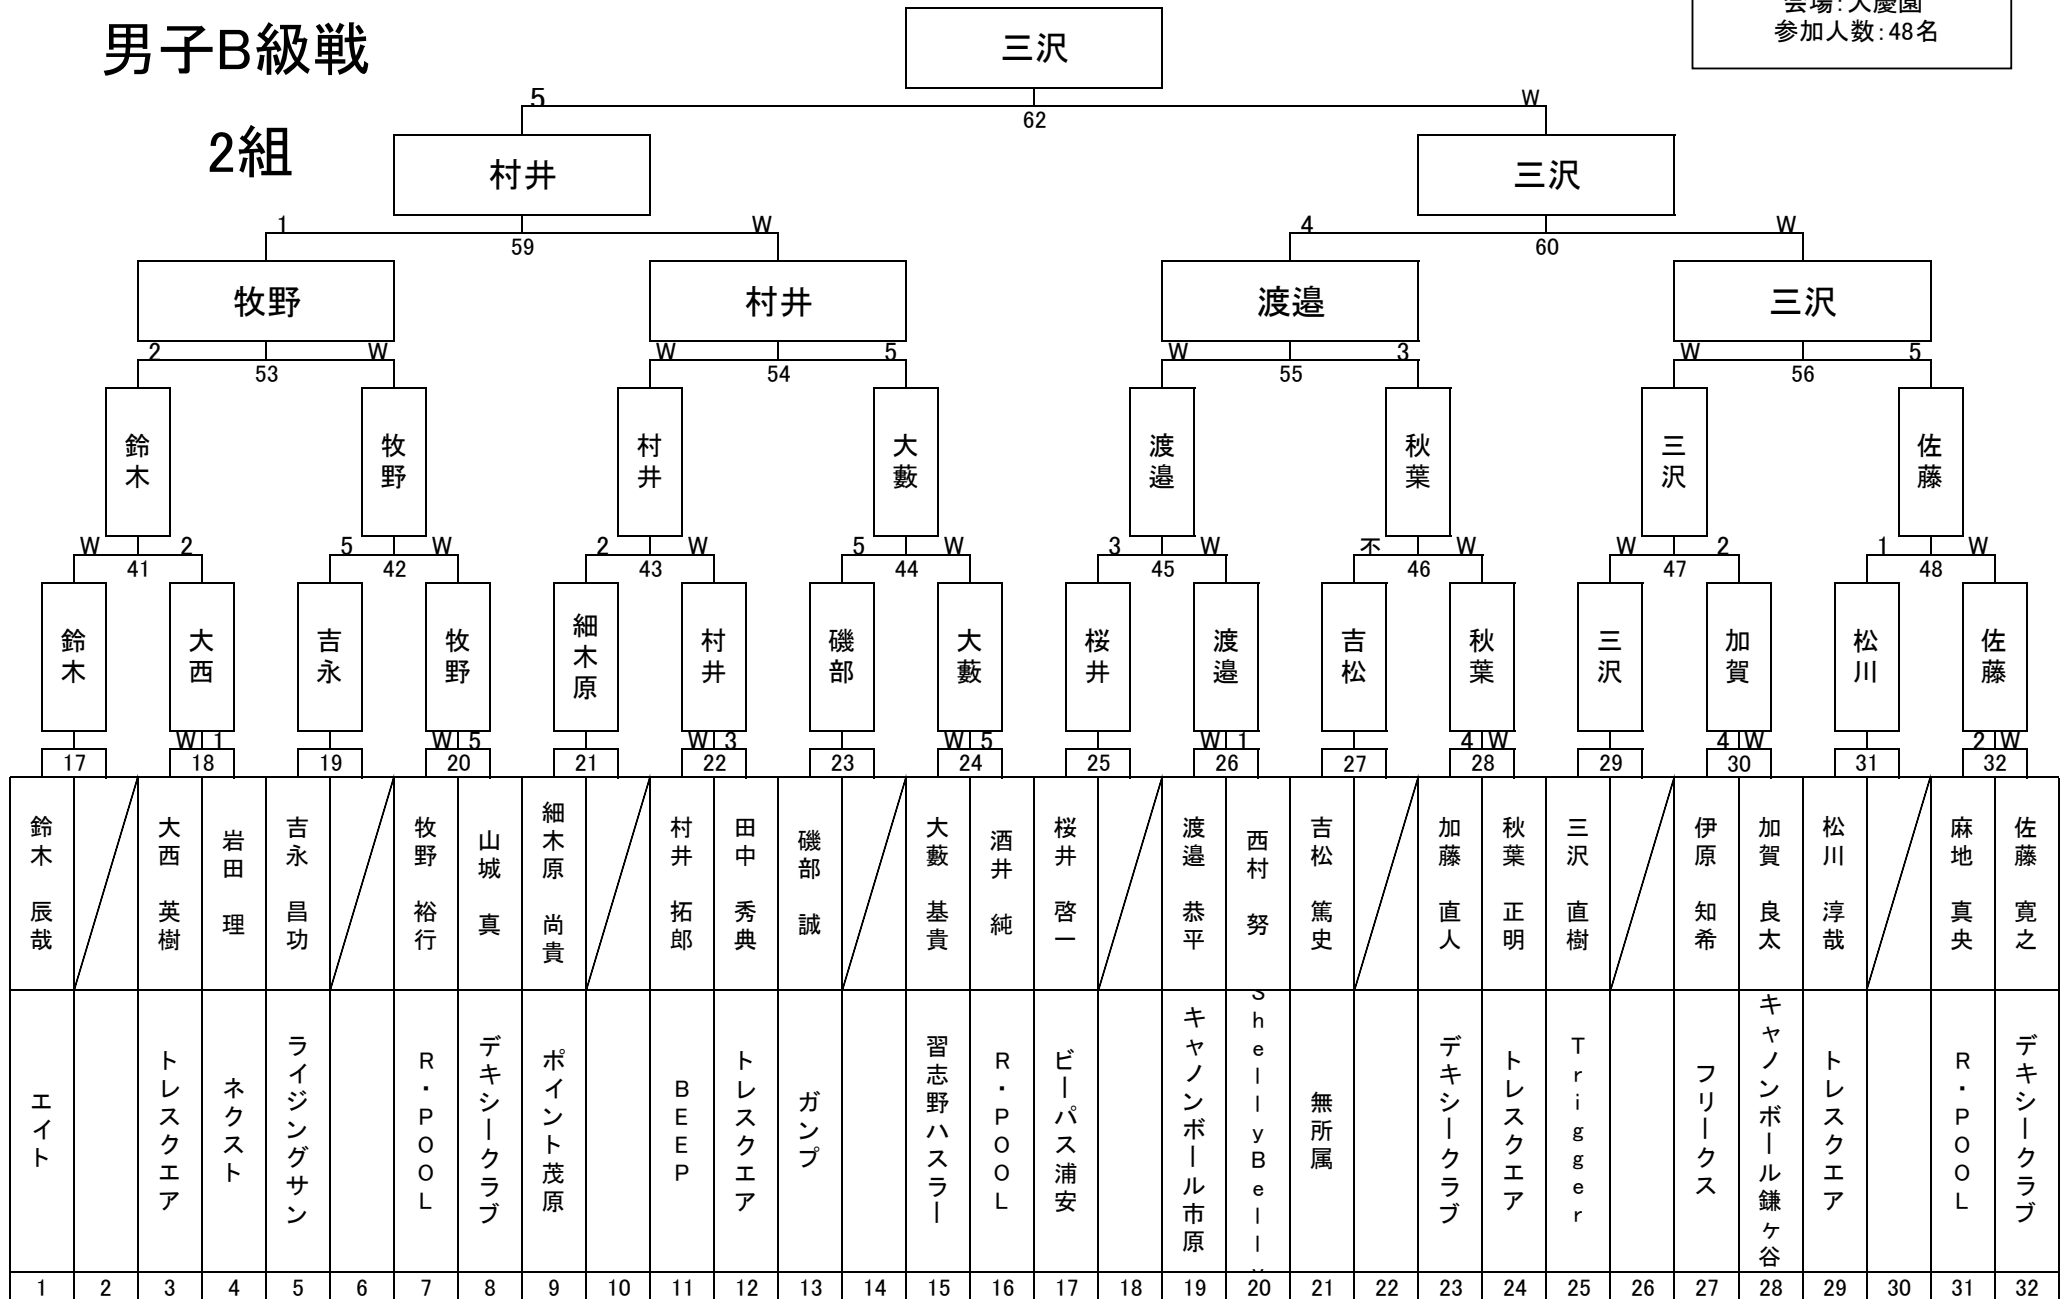 会場:大慶園
参加人数:48名
男子B級戦
2組
三沢
5 W
62
村井 三沢
1 W 4 W
59 60
牧野 村井 渡邉 三沢
2 W W 5 W 3 W 5
53 54 55 56
鈴木 牧野 村井 大藪 渡邉 秋葉 三沢 佐藤
W 2 5 W 2 W 5 W 3 W 不 W W 2 1 W
41 42 43 44 45 46 47 48
鈴木 大西 吉永 牧野 細木原 村井 磯部 大藪 桜井 渡邉 吉松 秋葉 三沢 加賀 松川 佐藤
W 1 W 5 W 3 W 5 W 1 4 W 4 W 2 W
17 18 19 20 21 22 23 24 25 26 27 28 29 30 31 32
鈴木 辰哉
大西 英樹
岩田 理
吉永 昌功
牧野 裕行
山城 真
細木原 尚貴
村井 拓郎
田中 秀典
磯部 誠
大藪 基貴
酒井 純
桜井 啓一
渡邉 恭平
西村 努
吉松 篤史
加藤 直人
秋葉 正明
三沢 直樹
伊原 知希
加賀 良太
松川 淳哉
麻地 真央
佐藤 寛之
エイト
トレスクエア
ネクスト
ライジングサン
R・POOL
デキシークラブ
ポイント茂原
BEEP
トレスクエア
ガンプ
習志野ハスラー
R・POOL
ビーパス浦安
キャノンボール市原
ShellyBelly
無所属
デキシークラブ
トレスクエア
Trigger
フリークス
キャノンボール鎌ヶ谷
トレスクエア
R・POOL
デキシークラブ
1 2 3 4 5 6 7 8 9 10 11 12 13 14 15 16 17 18 19 20 21 22 23 24 25 26 27 28 29 30 31 32